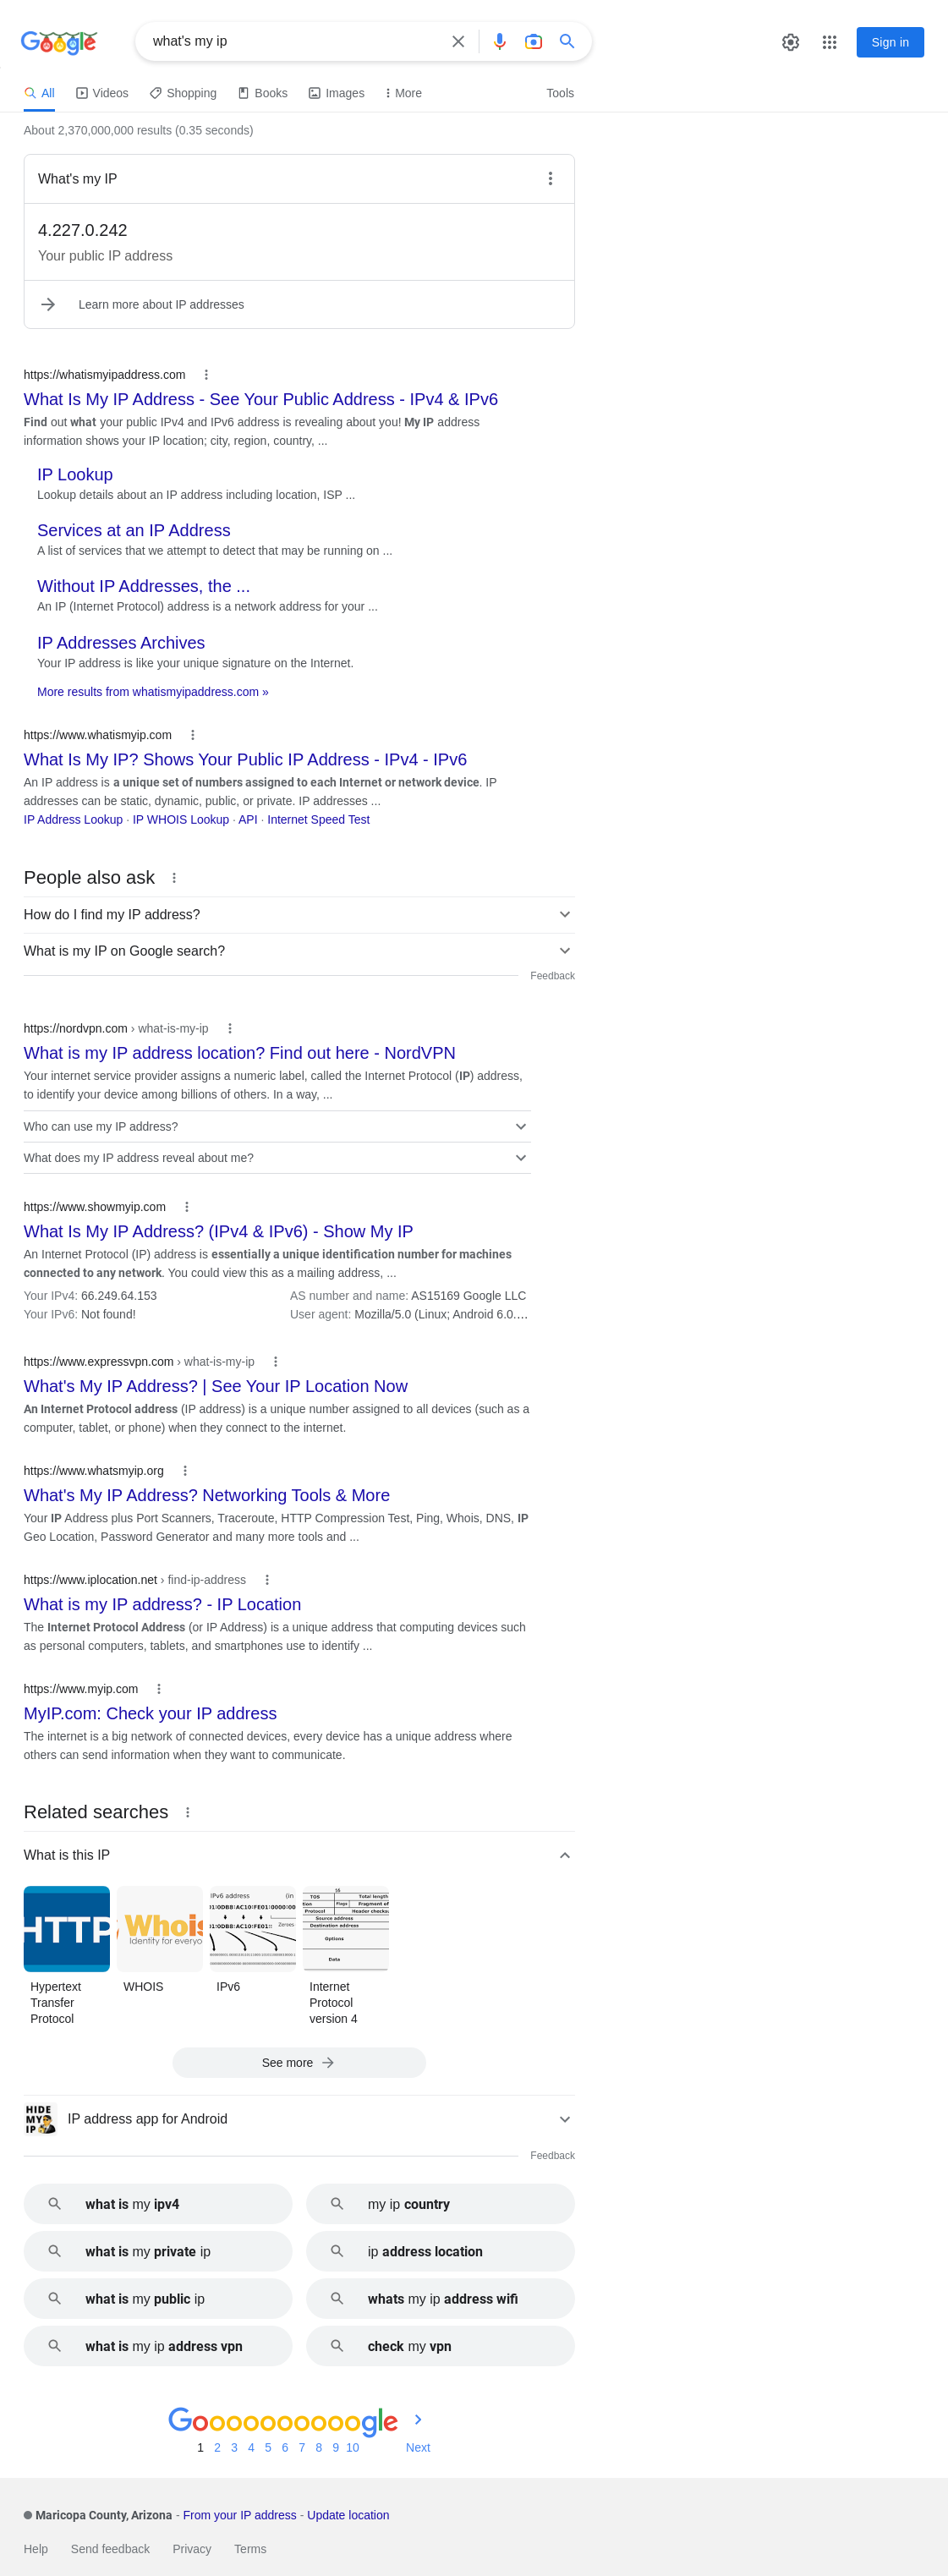 Google
what's my ip
Sign in
All Videos Shopping Books Images More Tools
About 2,370,000,000 results (0.35 seconds)
What's my IP
4.227.0.242
Your public IP address
Learn more about IP addresses
https://whatismyipaddress.com
What Is My IP Address - See Your Public Address - IPv4 & IPv6
Find out what your public IPv4 and IPv6 address is revealing about you! My IP address
information shows your IP location; city, region, country, ...
IP Lookup
Lookup details about an IP address including location, ISP ...
Services at an IP Address
A list of services that we attempt to detect that may be running on ...
Without IP Addresses, the ...
An IP (Internet Protocol) address is a network address for your ...
IP Addresses Archives
Your IP address is like your unique signature on the Internet.
More results from whatismyipaddress.com »
https://www.whatismyip.com
What Is My IP? Shows Your Public IP Address - IPv4 - IPv6
An IP address is a unique set of numbers assigned to each Internet or network device. IP
addresses can be static, dynamic, public, or private. IP addresses ...
IP Address Lookup · IP WHOIS Lookup · API · Internet Speed Test
People also ask
How do I find my IP address?
What is my IP on Google search?
Feedback
https://nordvpn.com › what-is-my-ip
What is my IP address location? Find out here - NordVPN
Your internet service provider assigns a numeric label, called the Internet Protocol (IP) address,
to identify your device among billions of others. In a way, ...
Who can use my IP address?
What does my IP address reveal about me?
https://www.showmyip.com
What Is My IP Address? (IPv4 & IPv6) - Show My IP
An Internet Protocol (IP) address is essentially a unique identification number for machines
connected to any network. You could view this as a mailing address, ...
Your IPv4: 66.249.64.153 AS number and name: AS15169 Google LLC
Your IPv6: Not found! User agent: Mozilla/5.0 (Linux; Android 6.0....
https://www.expressvpn.com › what-is-my-ip
What's My IP Address? | See Your IP Location Now
An Internet Protocol address (IP address) is a unique number assigned to all devices (such as a
computer, tablet, or phone) when they connect to the internet.
https://www.whatsmyip.org
What's My IP Address? Networking Tools & More
Your IP Address plus Port Scanners, Traceroute, HTTP Compression Test, Ping, Whois, DNS, IP
Geo Location, Password Generator and many more tools and ...
https://www.iplocation.net › find-ip-address
What is my IP address? - IP Location
The Internet Protocol Address (or IP Address) is a unique address that computing devices such
as personal computers, tablets, and smartphones use to identify ...
https://www.myip.com
MyIP.com: Check your IP address
The internet is a big network of connected devices, every device has a unique address where
others can send information when they want to communicate.
Related searches
What is this IP
HTTP
Whois
Identity for everyo
IPv6 address (in
Zeroes
TOS Total length
Flags Fragment of
Protocol Header checksu
Source address
Destination address
Options
Data
Hypertext Transfer Protocol
WHOIS
IPv6
Internet Protocol version 4
See more
HIDE MY IP
IP address app for Android
Feedback
what is my ipv4 my ip country
what is my private ip ip address location
what is my public ip whats my ip address wifi
what is my ip address vpn check my vpn
Goooooooooogle
1 2 3 4 5 6 7 8 9 10 Next
Maricopa County, Arizona - From your IP address - Update location
Help Send feedback Privacy Terms